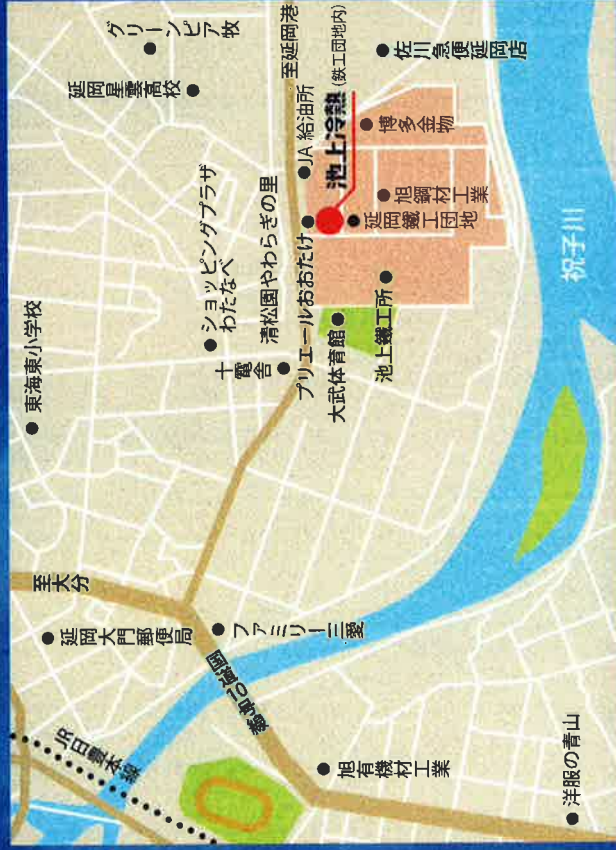 東海東小学校
至大分
延岡大門郵便局
JR日豊本線
グリーンピア牧
延岡星雲高校
ショッピングプラザ
わたなべ
十電舎
清松園やわらぎの里
ファミリー三愛
国道10号線
至延岡港
JA給油所
プリエールおおたけ
池上冷熱
(鉄工団地内)
大武体育館
延岡鐵工団地
博多金物
旭鋼材工業
池上鐵工所
佐川急便延岡店
旭有機材工業
祝子川
洋服の青山